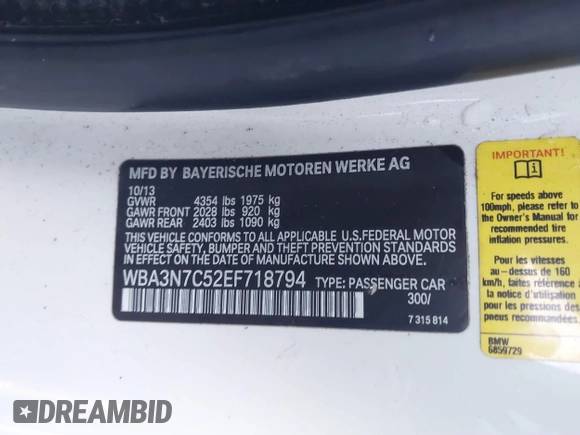 MFD BY BAYERISCHE MOTOREN WERKE AG
10/13
GVWR 4354 lbs 1975 kg
GAWR FRONT 2028 lbs 920 kg
GAWR REAR 2403 lbs 1090 kg
THIS VEHICLE CONFORMS TO ALL APPLICABLE U.S.FEDERAL MOTOR
VEHICLE SAFETY, BUMPER, AND THEFT PREVENTION STANDARDS
IN EFFECT ON THE DATE OF MANUFACTURE SHOWN ABOVE.
WBA3N7C52EF718794 TYPE: PASSENGER CAR
300/
7 315 814
IMPORTANT!
For speeds above
100mph, please refer to
the Owner's Manual for
recommended tire
inflation pressures.
Pour les vitesses
au-dessus de 160
km/h, faites référence à
la notice d'utilisation
pour les pressions des
pneus recommandées.
BMW
6859729
DREAMBID